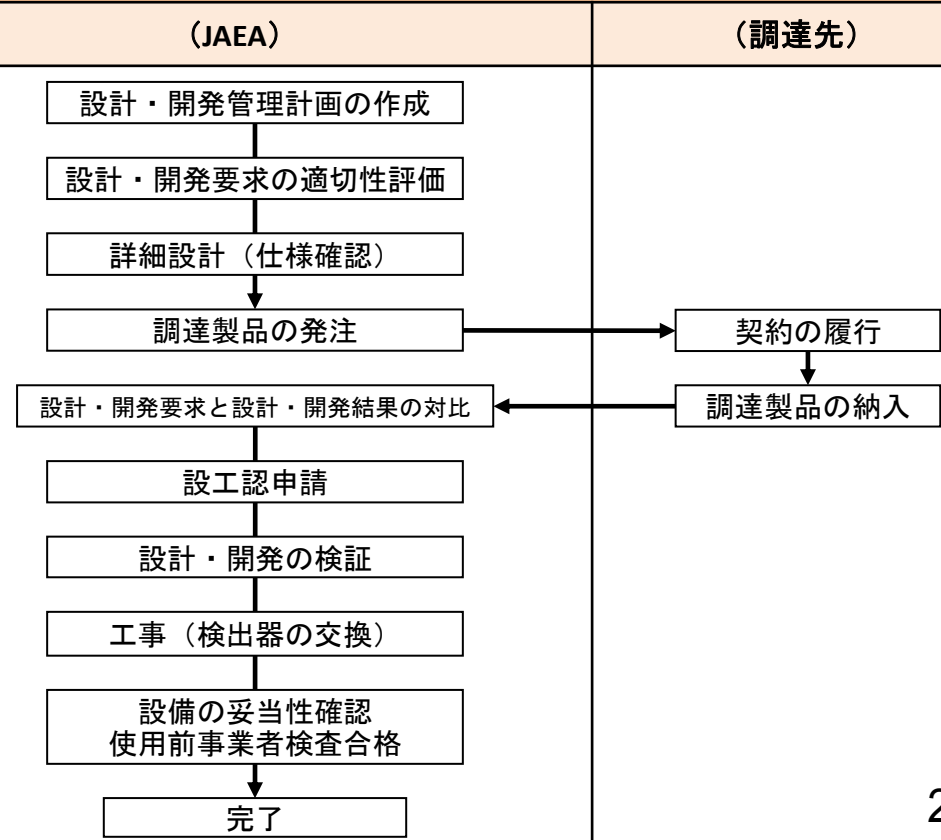 （JAEA）
（調達先）
設計・開発管理計画の作成
設計・開発要求の適切性評価
詳細設計（仕様確認）
調達製品の発注
契約の履行
設計・開発要求と設計・開発結果の対比
調達製品の納入
設工認申請
設計・開発の検証
工事（検出器の交換）
設備の妥当性確認
使用前事業者検査合格
完了